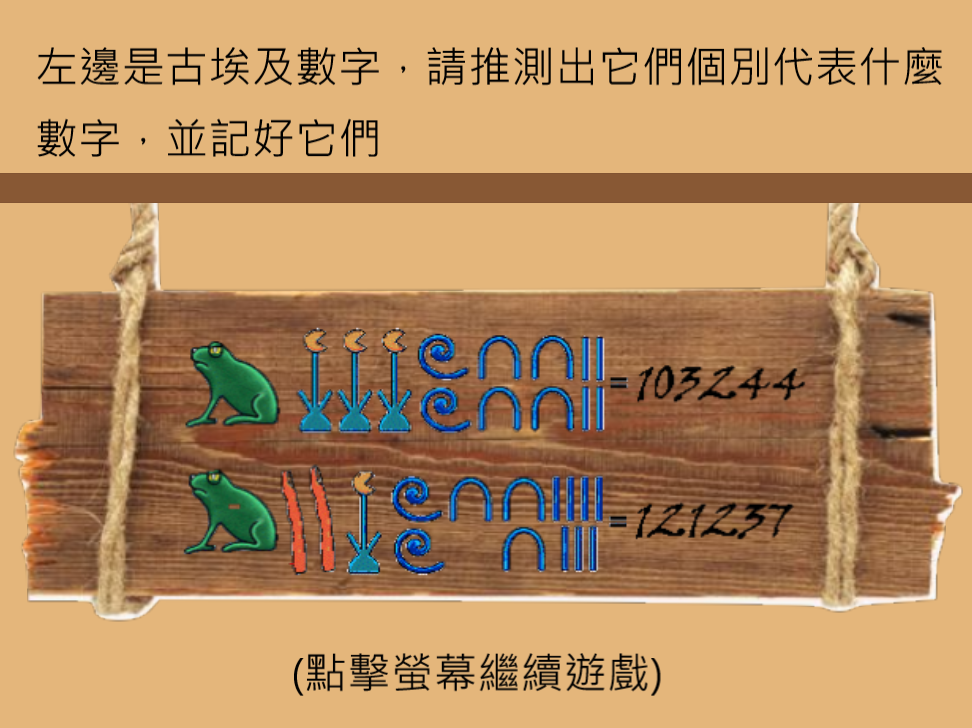 左邊是古埃及數字，請推測出它們個別代表什麼
數字，並記好它們
=103244
=121237
(點擊螢幕繼續遊戲)